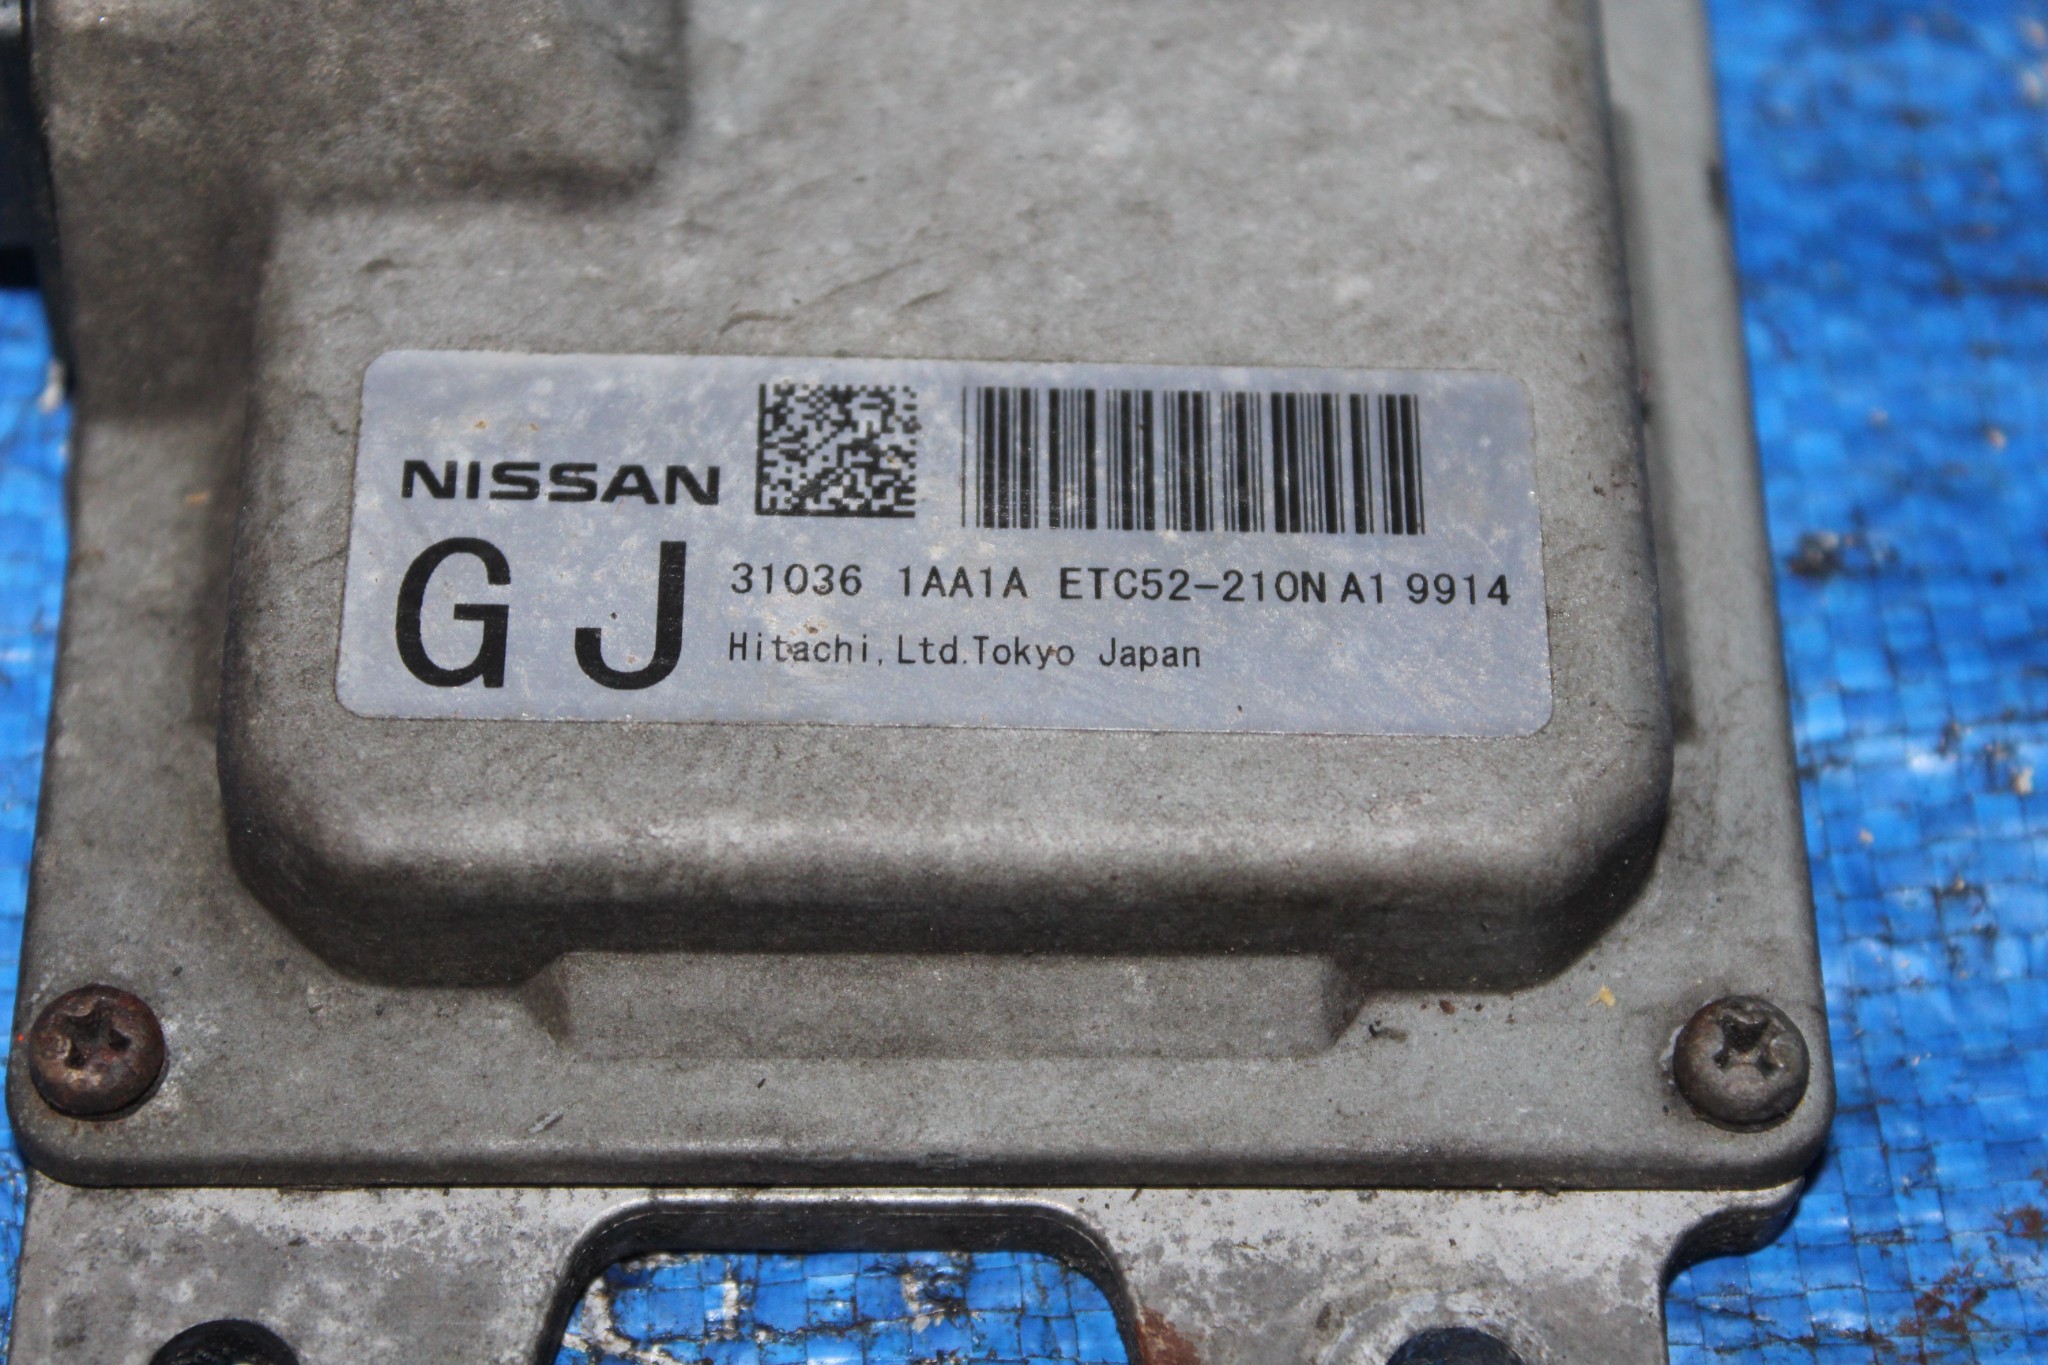 NISSAN
GJ
31036 1AA1A ETC52-210N A1 9914
Hitachi,Ltd.Tokyo Japan